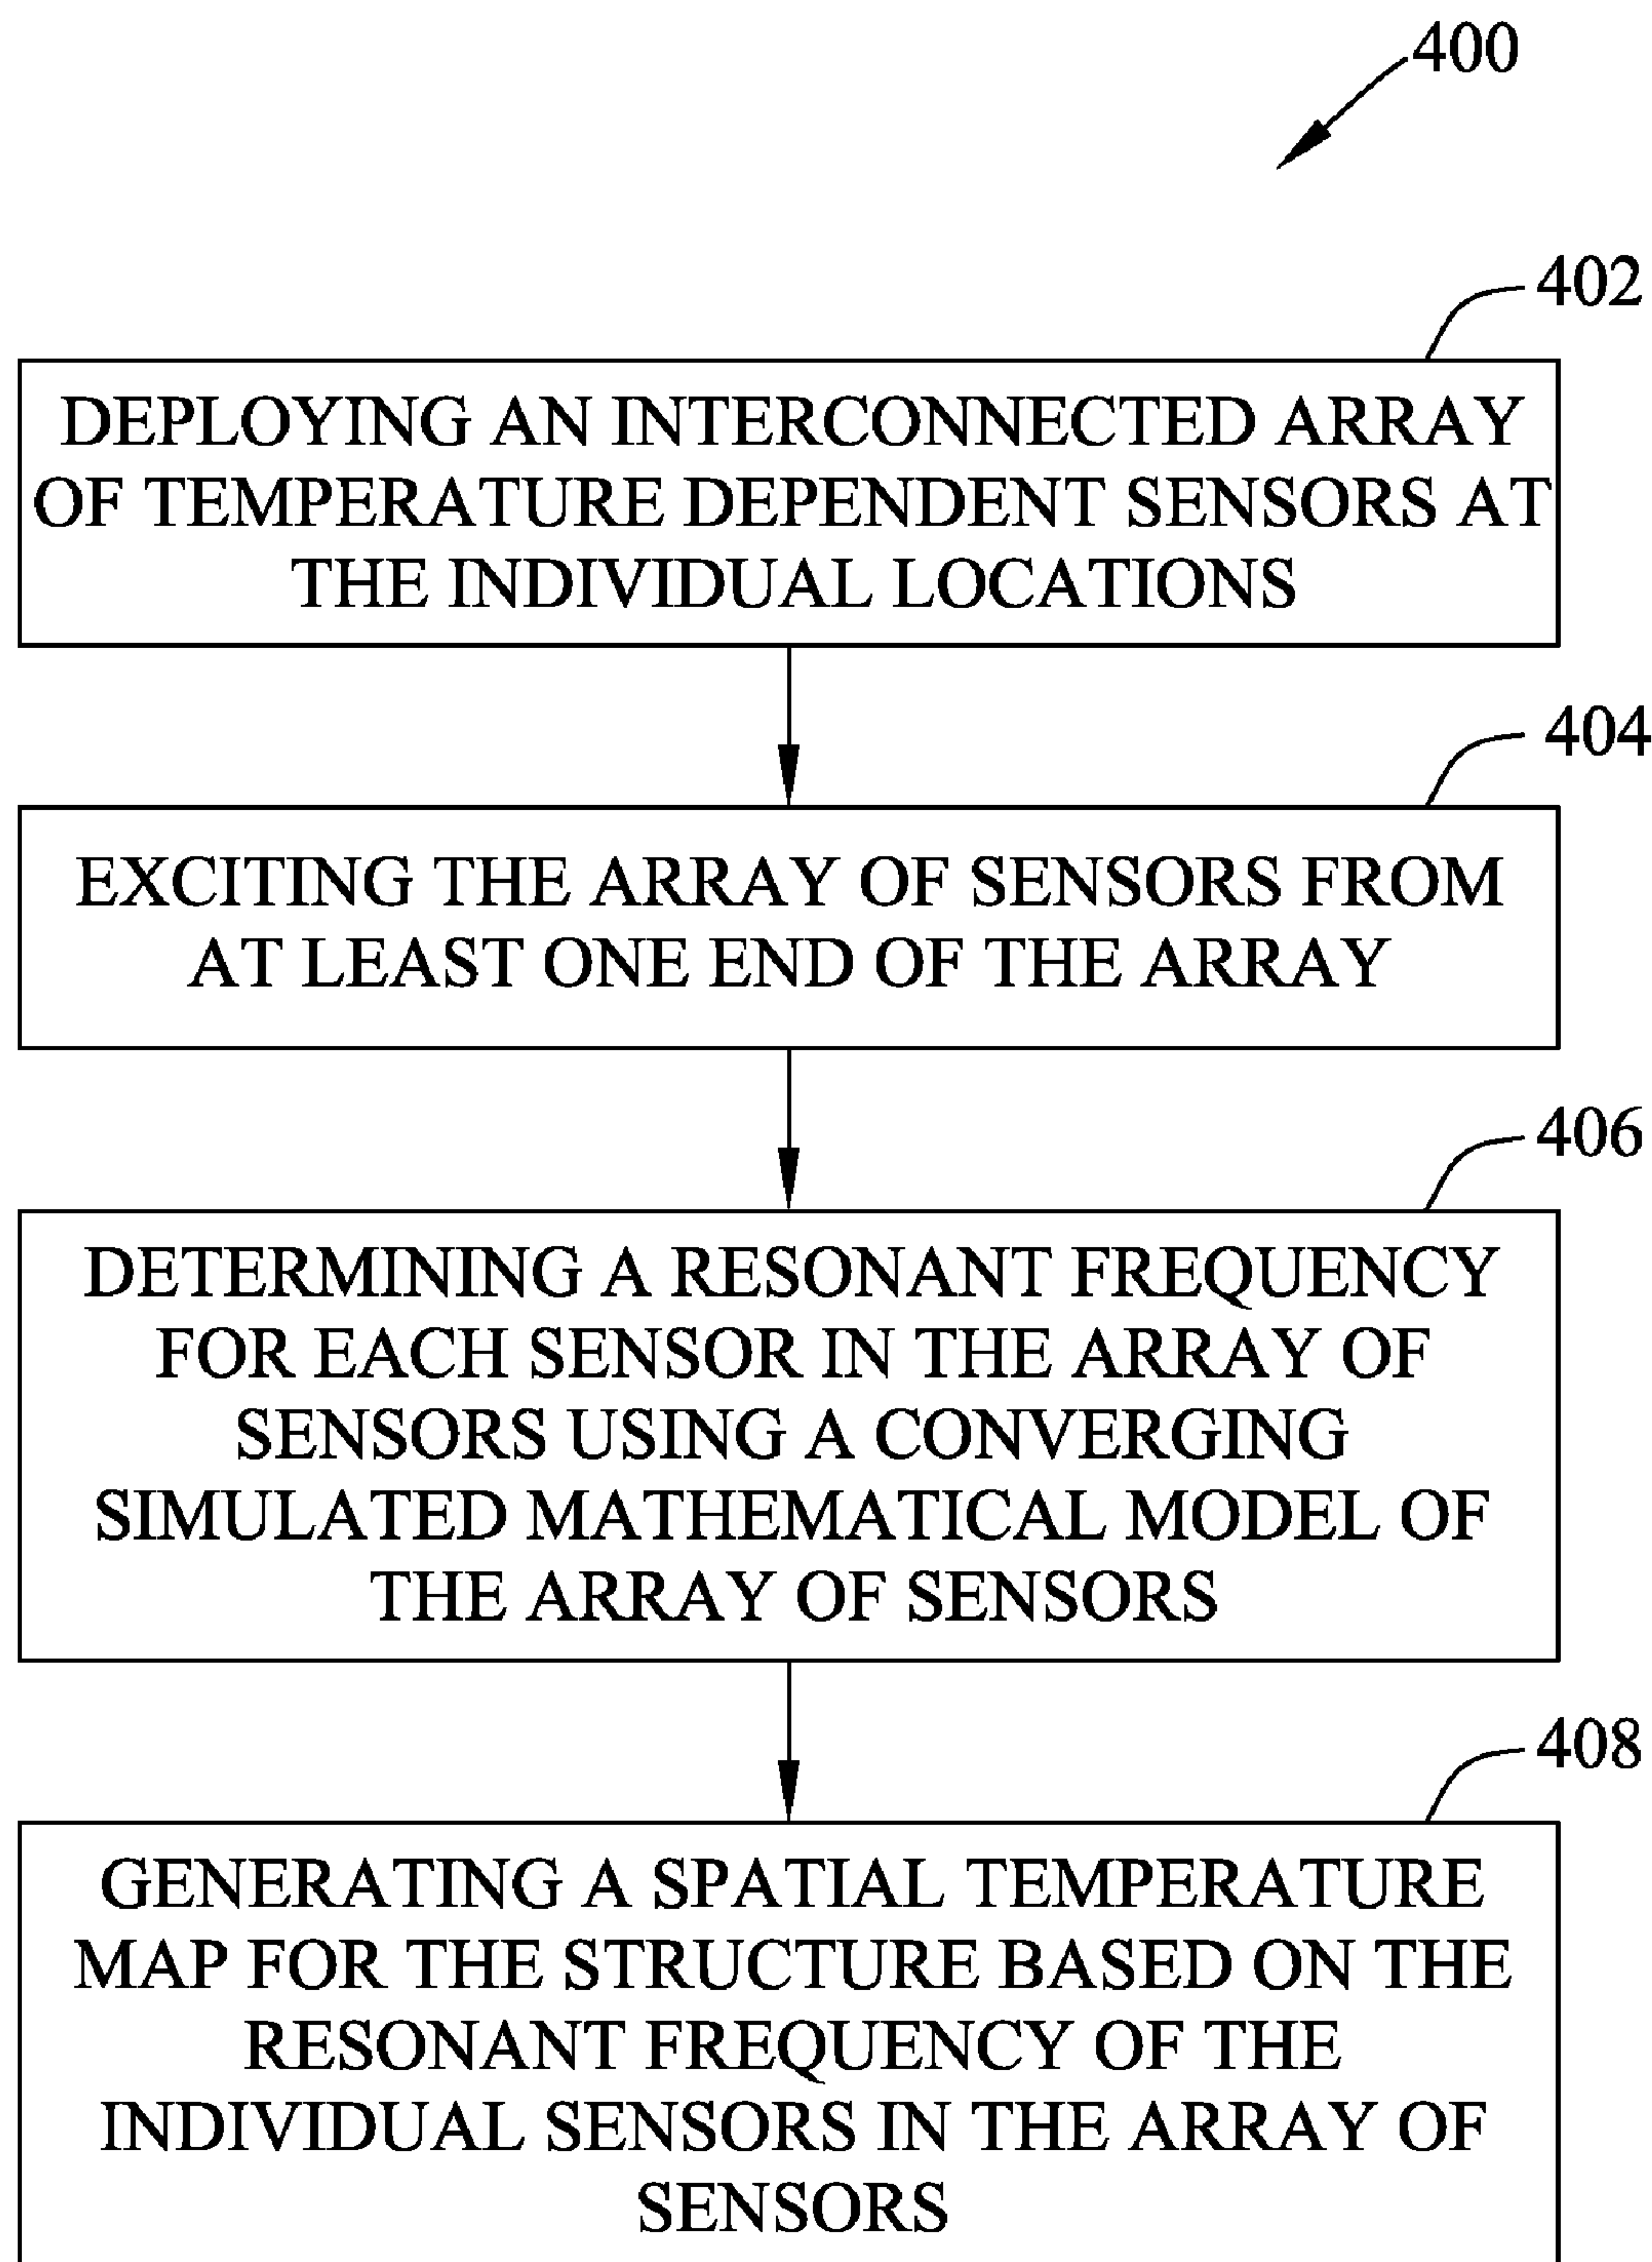 400
402
DEPLOYING AN INTERCONNECTED ARRAY
OF TEMPERATURE DEPENDENT SENSORS AT
THE INDIVIDUAL LOCATIONS
404
EXCITING THE ARRAY OF SENSORS FROM
AT LEAST ONE END OF THE ARRAY
406
DETERMINING A RESONANT FREQUENCY
FOR EACH SENSOR IN THE ARRAY OF
SENSORS USING A CONVERGING
SIMULATED MATHEMATICAL MODEL OF
THE ARRAY OF SENSORS
408
GENERATING A SPATIAL TEMPERATURE
MAP FOR THE STRUCTURE BASED ON THE
RESONANT FREQUENCY OF THE
INDIVIDUAL SENSORS IN THE ARRAY OF
SENSORS